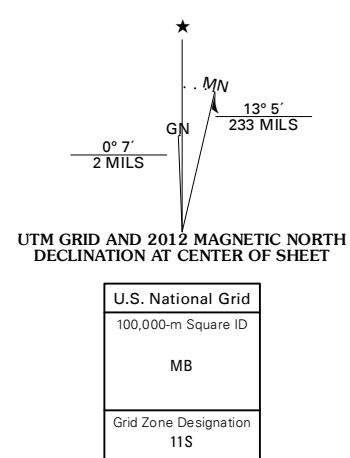 ★
MN
13° 5´
233 MILS
GN
0° 7´
2 MILS
UTM GRID AND 2012 MAGNETIC NORTH
DECLINATION AT CENTER OF SHEET
U.S. National Grid
100,000-m Square ID
MB
Grid Zone Designation
11S